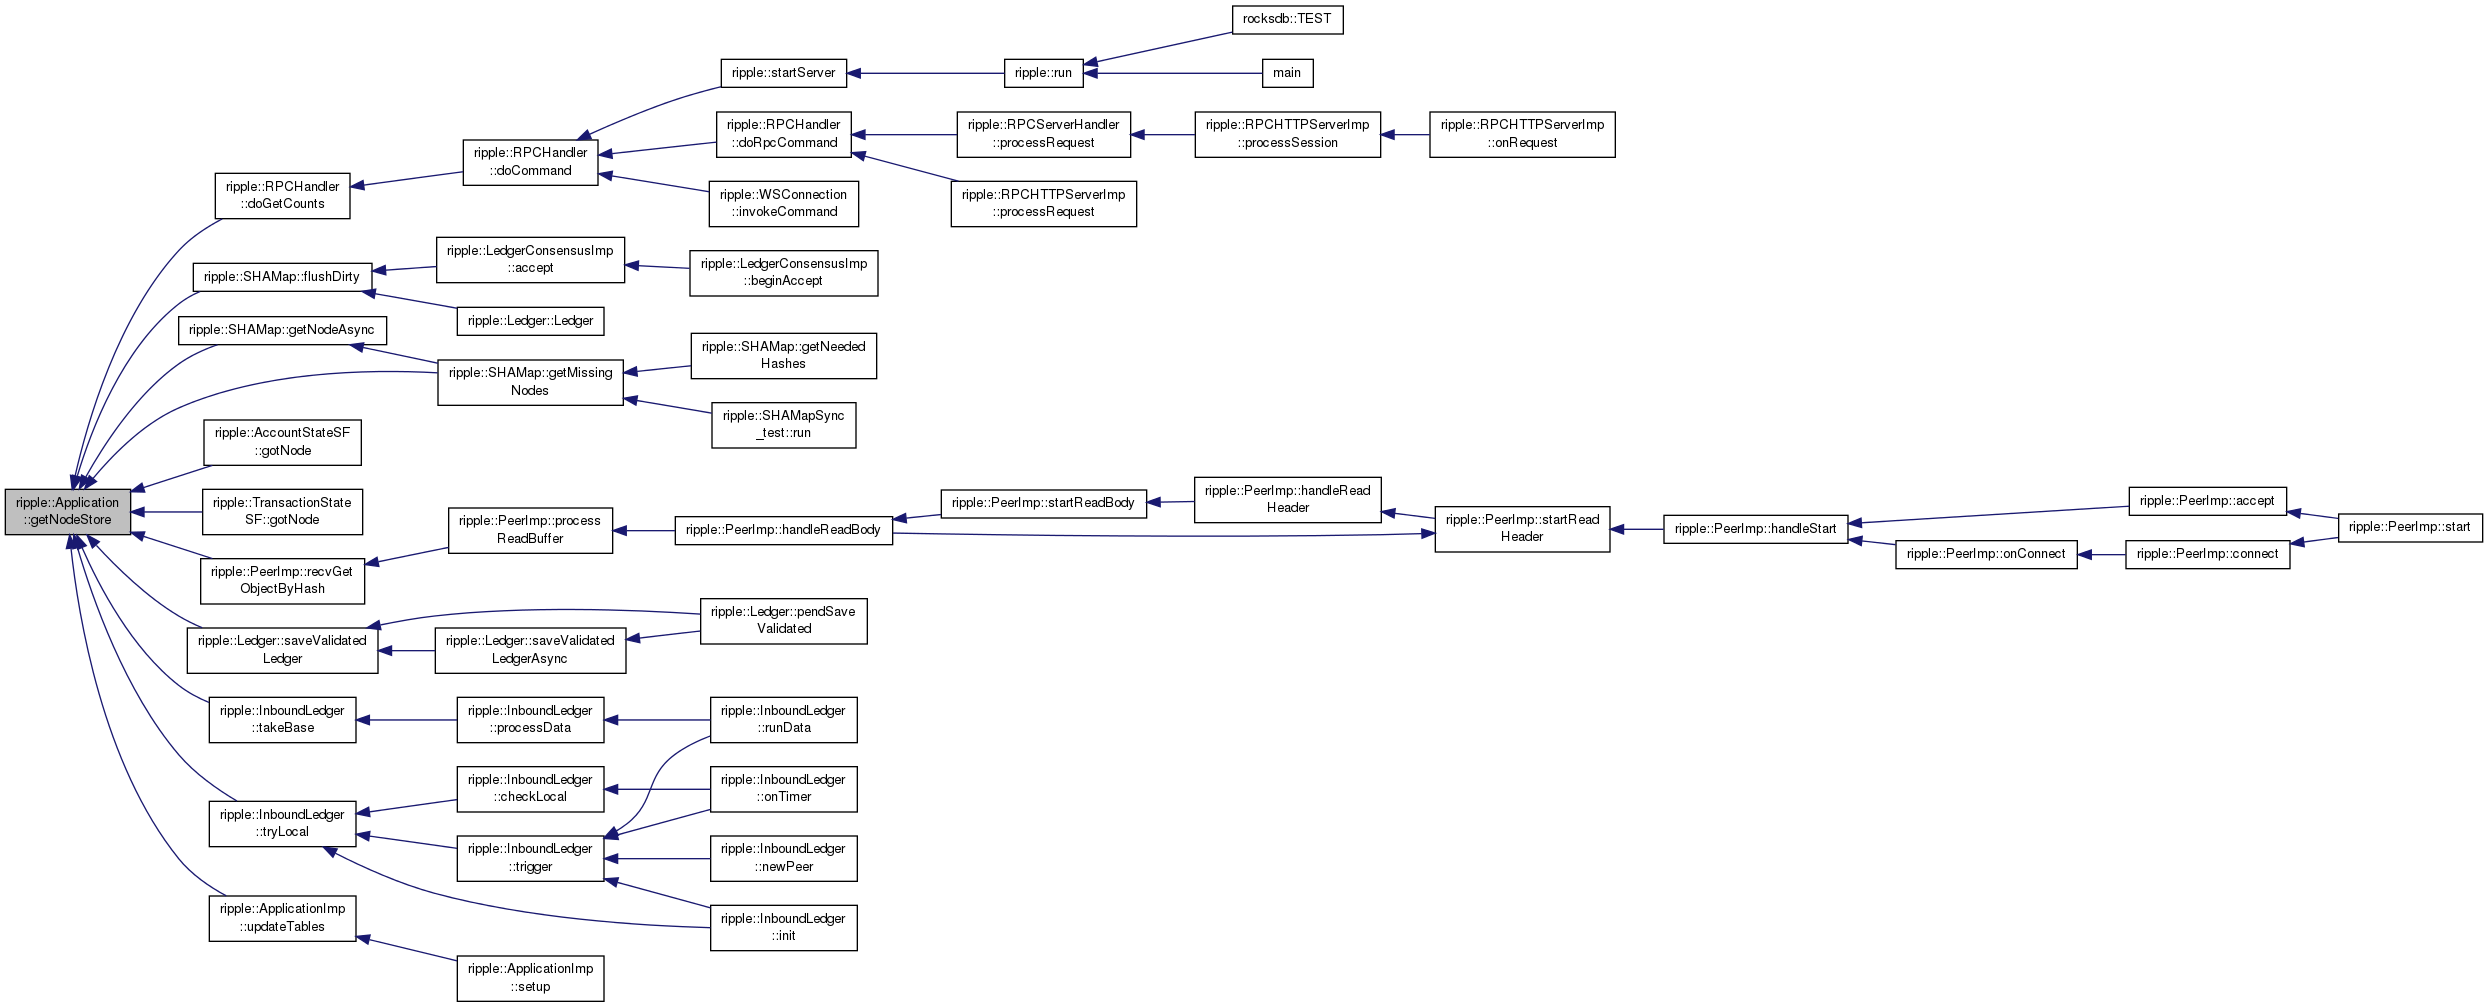 rocksdb::TEST
ripple::startServer
ripple::run
main
ripple::RPCHandler
::doRpcCommand
ripple::RPCServerHandler
::processRequest
ripple::RPCHTTPServerImp
::processSession
ripple::RPCHTTPServerImp
::onRequest
ripple::RPCHandler
::doCommand
ripple::RPCHandler
::doGetCounts
ripple::WSConnection
::invokeCommand
ripple::RPCHTTPServerImp
::processRequest
ripple::LedgerConsensusImp
::accept
ripple::LedgerConsensusImp
::beginAccept
ripple::SHAMap::flushDirty
ripple::Ledger::Ledger
ripple::SHAMap::getNodeAsync
ripple::SHAMap::getNeeded
Hashes
ripple::SHAMap::getMissing
Nodes
ripple::SHAMapSync
_test::run
ripple::AccountStateSF
::gotNode
ripple::Application
::getNodeStore
ripple::TransactionState
SF::gotNode
ripple::PeerImp::process
ReadBuffer
ripple::PeerImp::handleReadBody
ripple::PeerImp::startReadBody
ripple::PeerImp::handleRead
Header
ripple::PeerImp::startRead
Header
ripple::PeerImp::handleStart
ripple::PeerImp::accept
ripple::PeerImp::onConnect
ripple::PeerImp::connect
ripple::PeerImp::start
ripple::PeerImp::recvGet
ObjectByHash
ripple::Ledger::pendSave
Validated
ripple::Ledger::saveValidated
Ledger
ripple::Ledger::saveValidated
LedgerAsync
ripple::InboundLedger
::takeBase
ripple::InboundLedger
::processData
ripple::InboundLedger
::runData
ripple::InboundLedger
::checkLocal
ripple::InboundLedger
::onTimer
ripple::InboundLedger
::tryLocal
ripple::InboundLedger
::trigger
ripple::InboundLedger
::newPeer
ripple::ApplicationImp
::updateTables
ripple::InboundLedger
::init
ripple::ApplicationImp
::setup